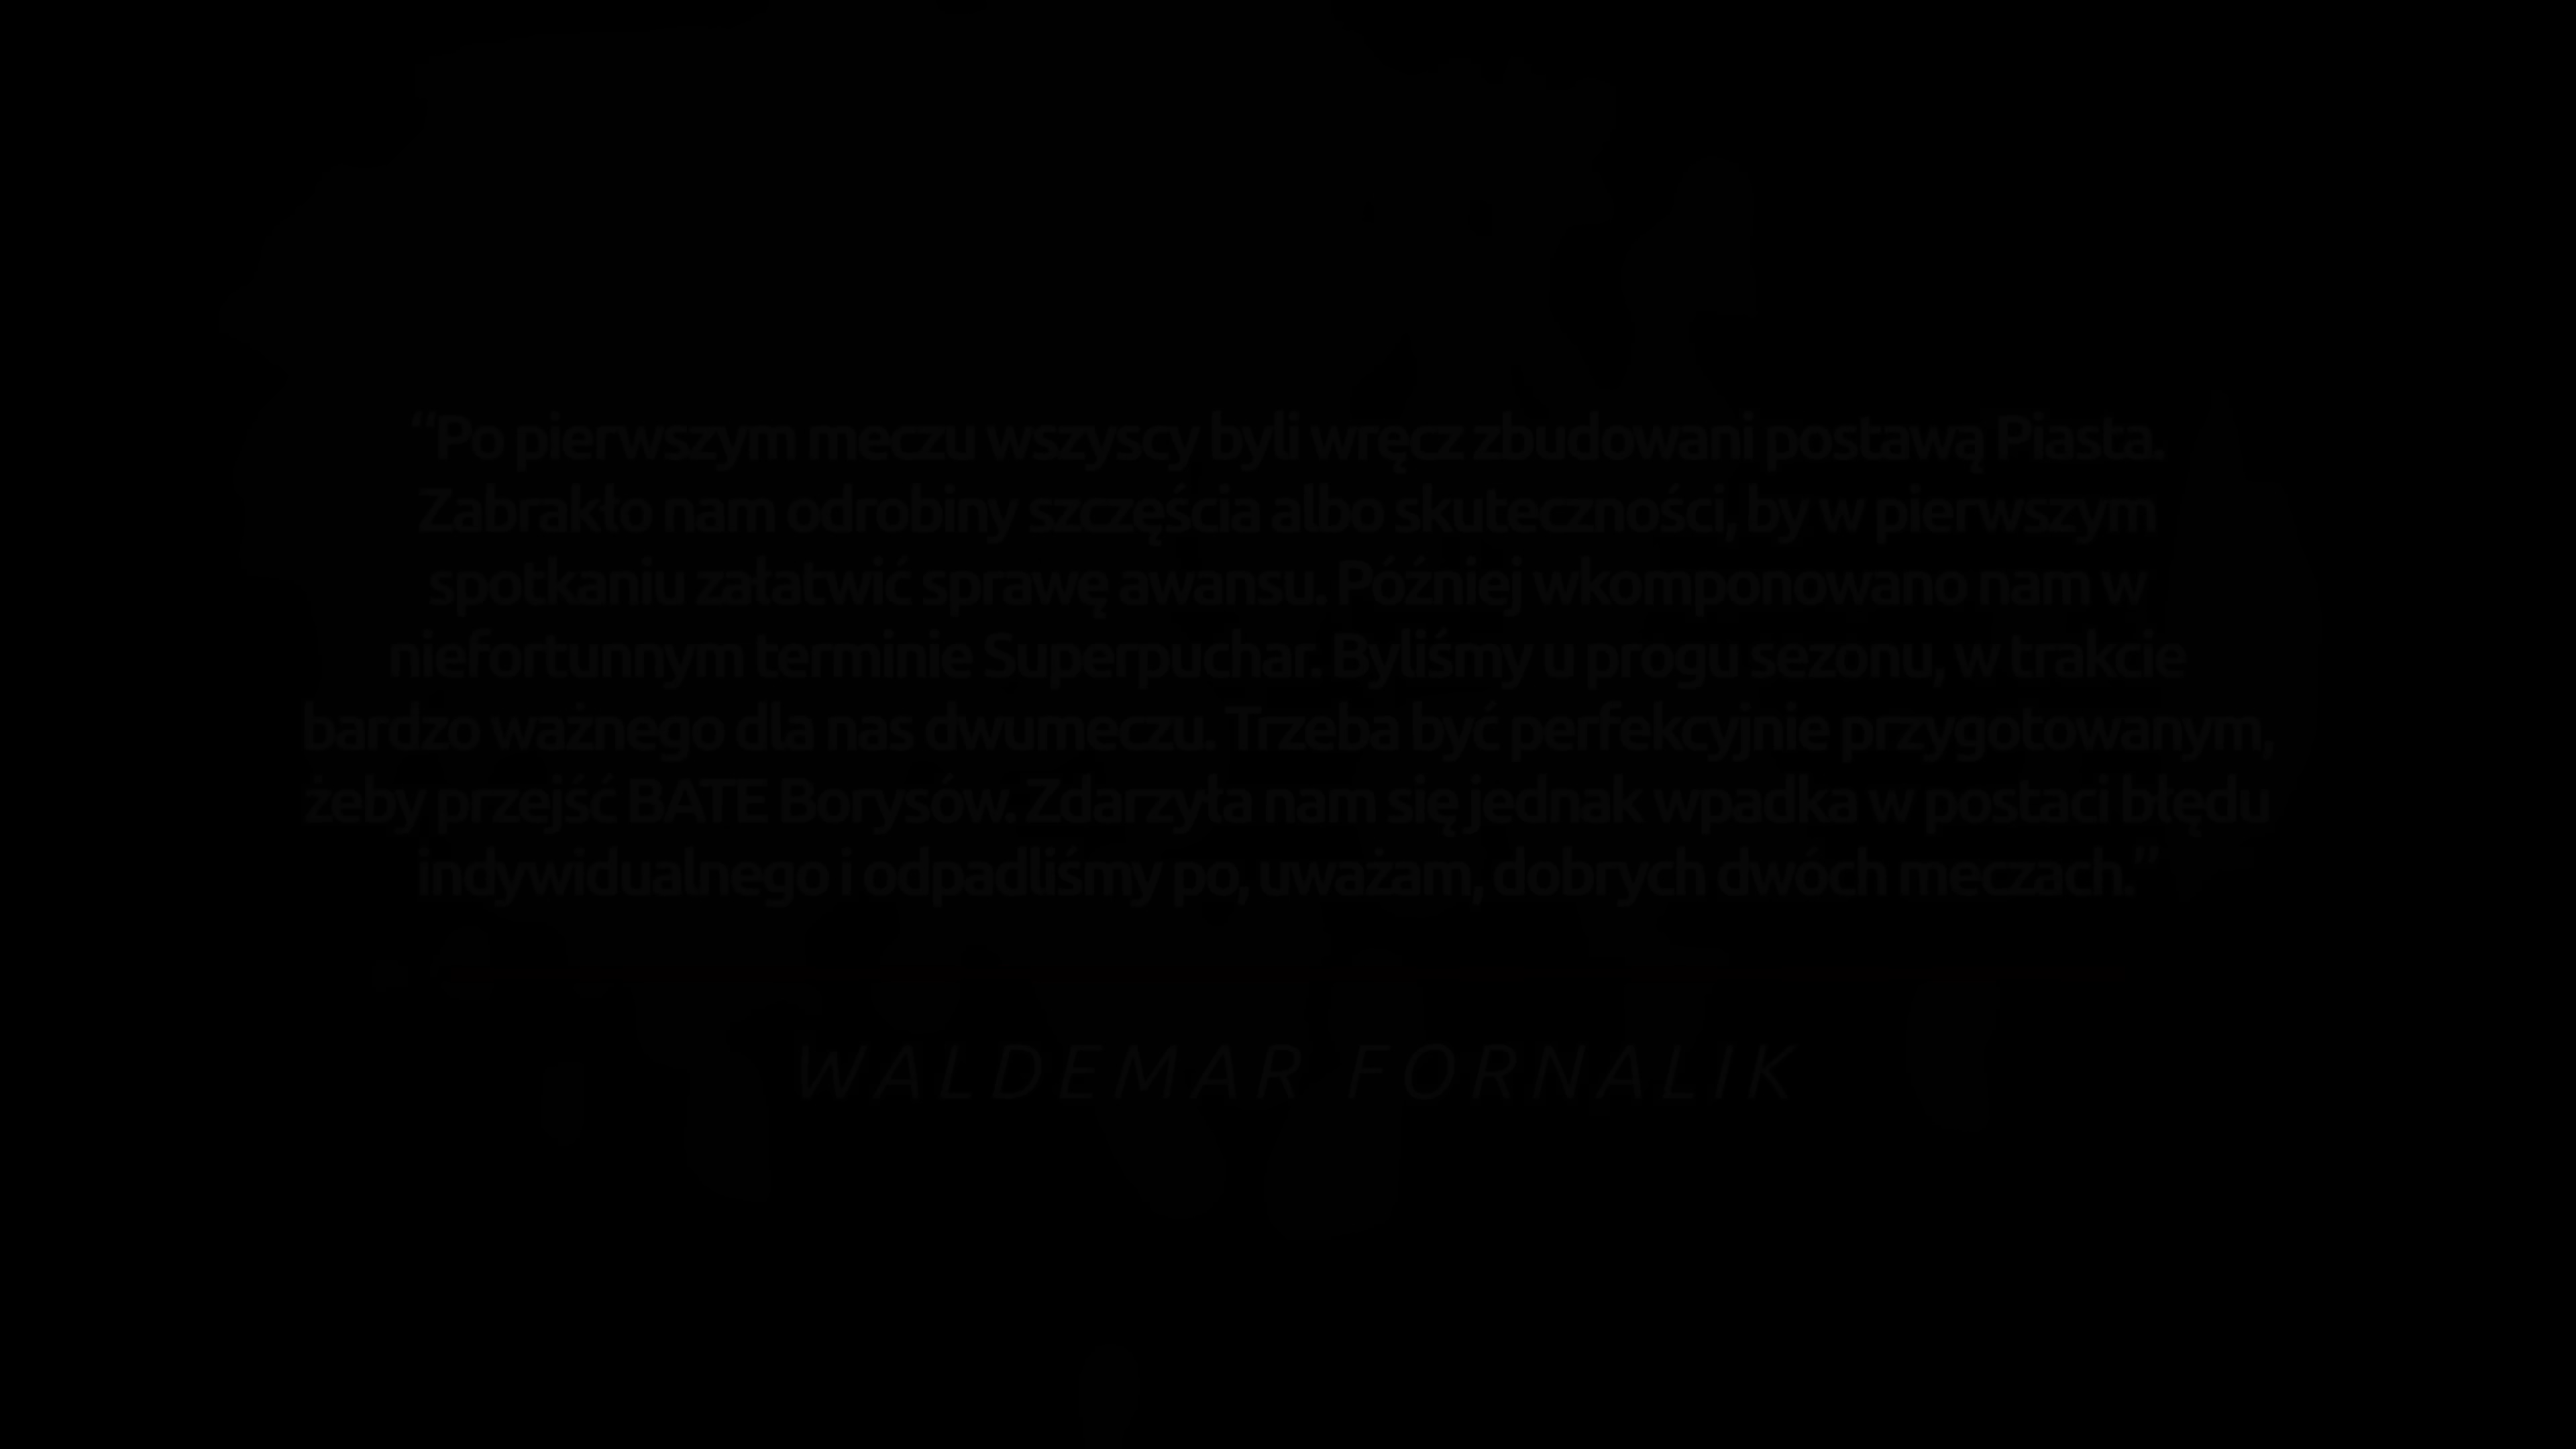 “Po pierwszym meczu wszyscy byli wręcz zbudowani postawą Piasta.
Zabrakło nam odrobiny szczęścia albo skuteczności, by w pierwszym
spotkaniu załatwić sprawę awansu. Później wkomponowano nam w
niefortunnym terminie Superpuchar. Byliśmy u progu sezonu, w trakcie
bardzo ważnego dla nas dwumeczu. Trzeba być perfekcyjnie przygotowanym,
żeby przejść BATE Borysów. Zdarzyła nam się jednak wpadka w postaci błędu
indywidualnego i odpadliśmy po, uważam, dobrych dwóch meczach.”
WALDEMAR FORNALIK